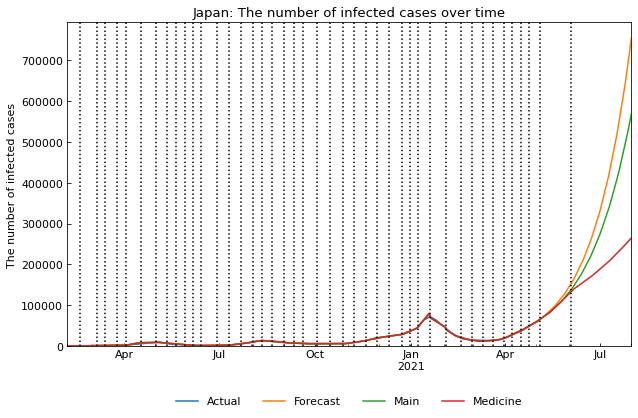 Japan: The number of infected cases over time
The number of infected cases
700000
600000
500000
400000
300000
200000
100000
0
Apr Jul Oct Jan Apr Jul
2021
Actual Forecast Main Medicine